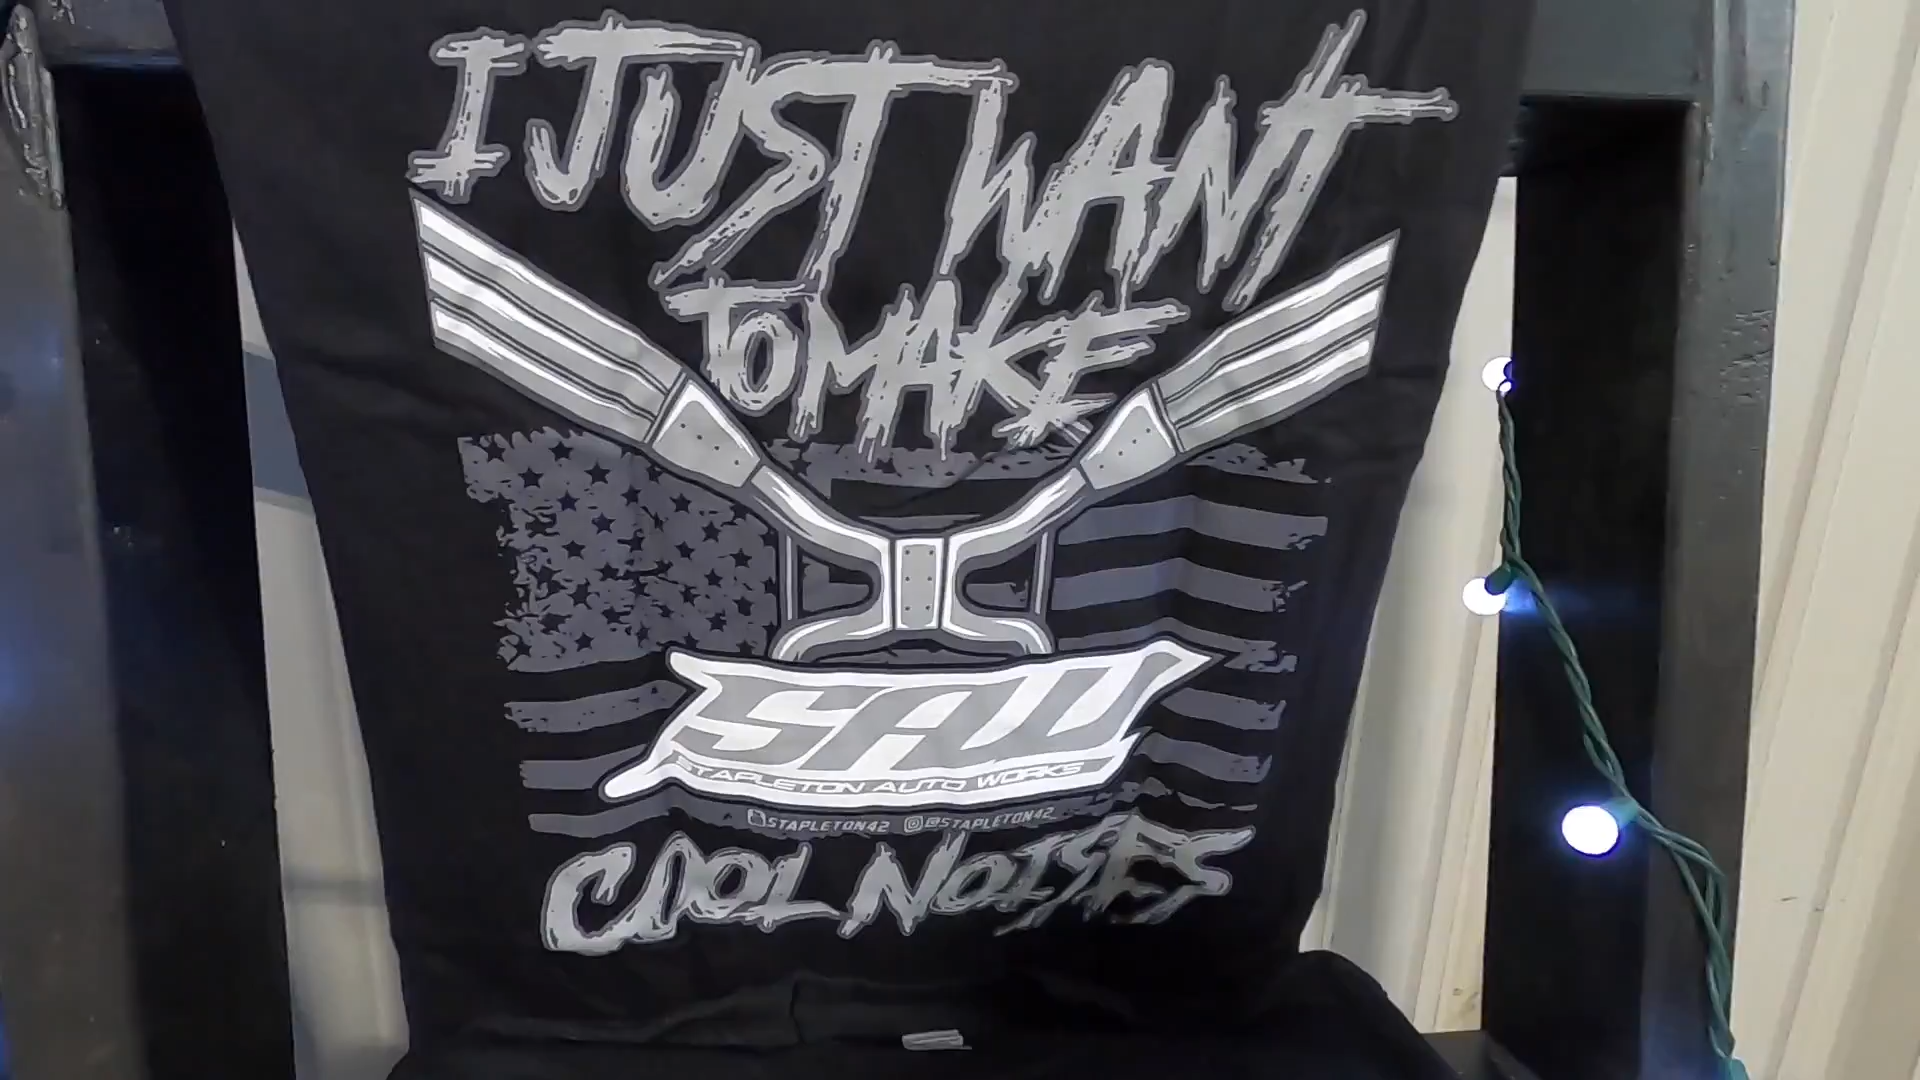 I JUST WANT
TO MAKE
SAW
STAPLETON AUTO WORKS
STAPLETON42 @STAPLETON42
COOL NOISES